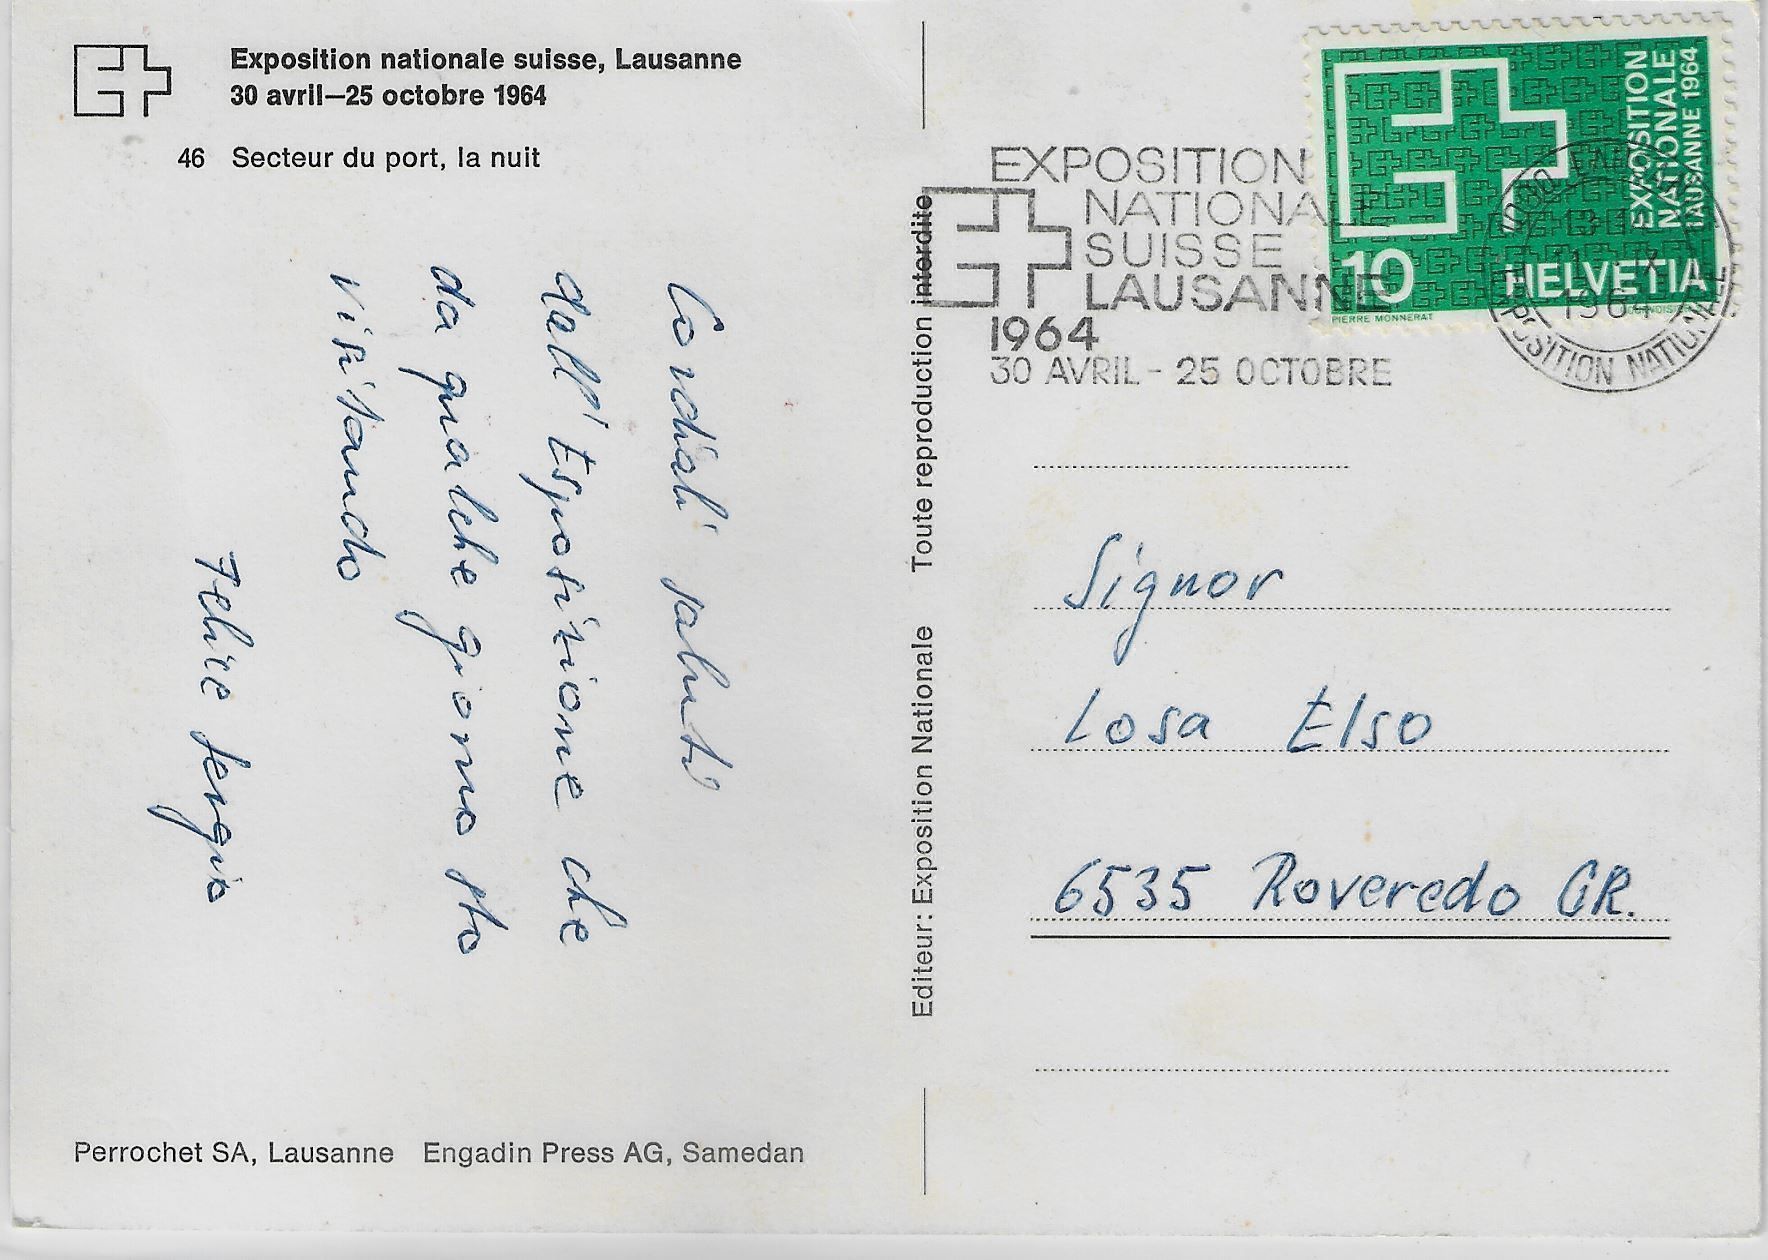 Exposition nationale suisse, Lausanne
30 avril—25 octobre 1964
46 Secteur du port, la nuit
Cordiali saluti
dall'Esposizione che
da qualche giorno sto
visitando
Felice
Perrochet SA, Lausanne Engadin Press AG, Samedan
Editeur: Exposition Nationale Toute reproduction interdite
EXPOSITION
NATIONALE
SUISSE
LAUSANNE
1964
30 AVRIL - 25 OCTOBRE
EXPOSITION
NATIONALE
LAUSANNE 1964
10 HELVETIA
PIERRE MONNERAT
1964
EXPOSITION NATIONALE
Signor
Losa Elso
6535 Roveredo GR.